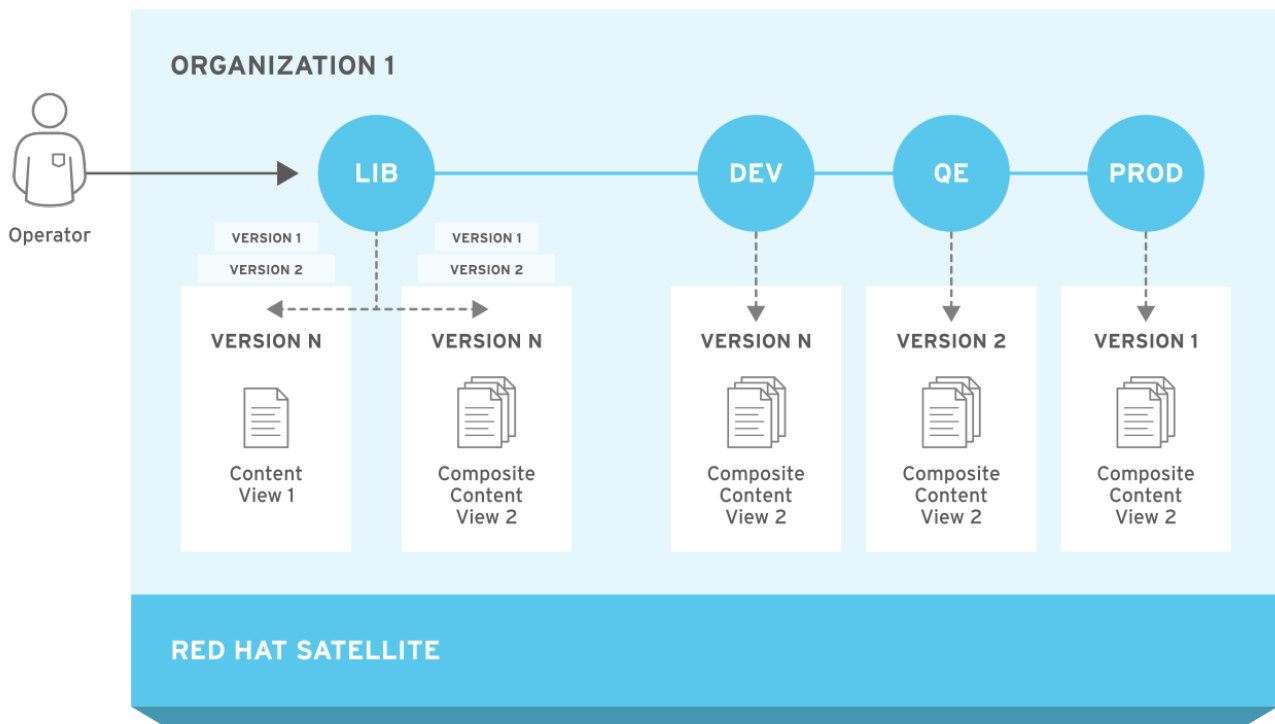 ORGANIZATION 1
Operator
LIB
DEV
QE
PROD
VERSION 1
VERSION 2
VERSION N
Content
View 1
VERSION 1
VERSION 2
VERSION N
Composite
Content
View 2
VERSION N
Composite
Content
View 2
VERSION 2
Composite
Content
View 2
VERSION 1
Composite
Content
View 2
RED HAT SATELLITE